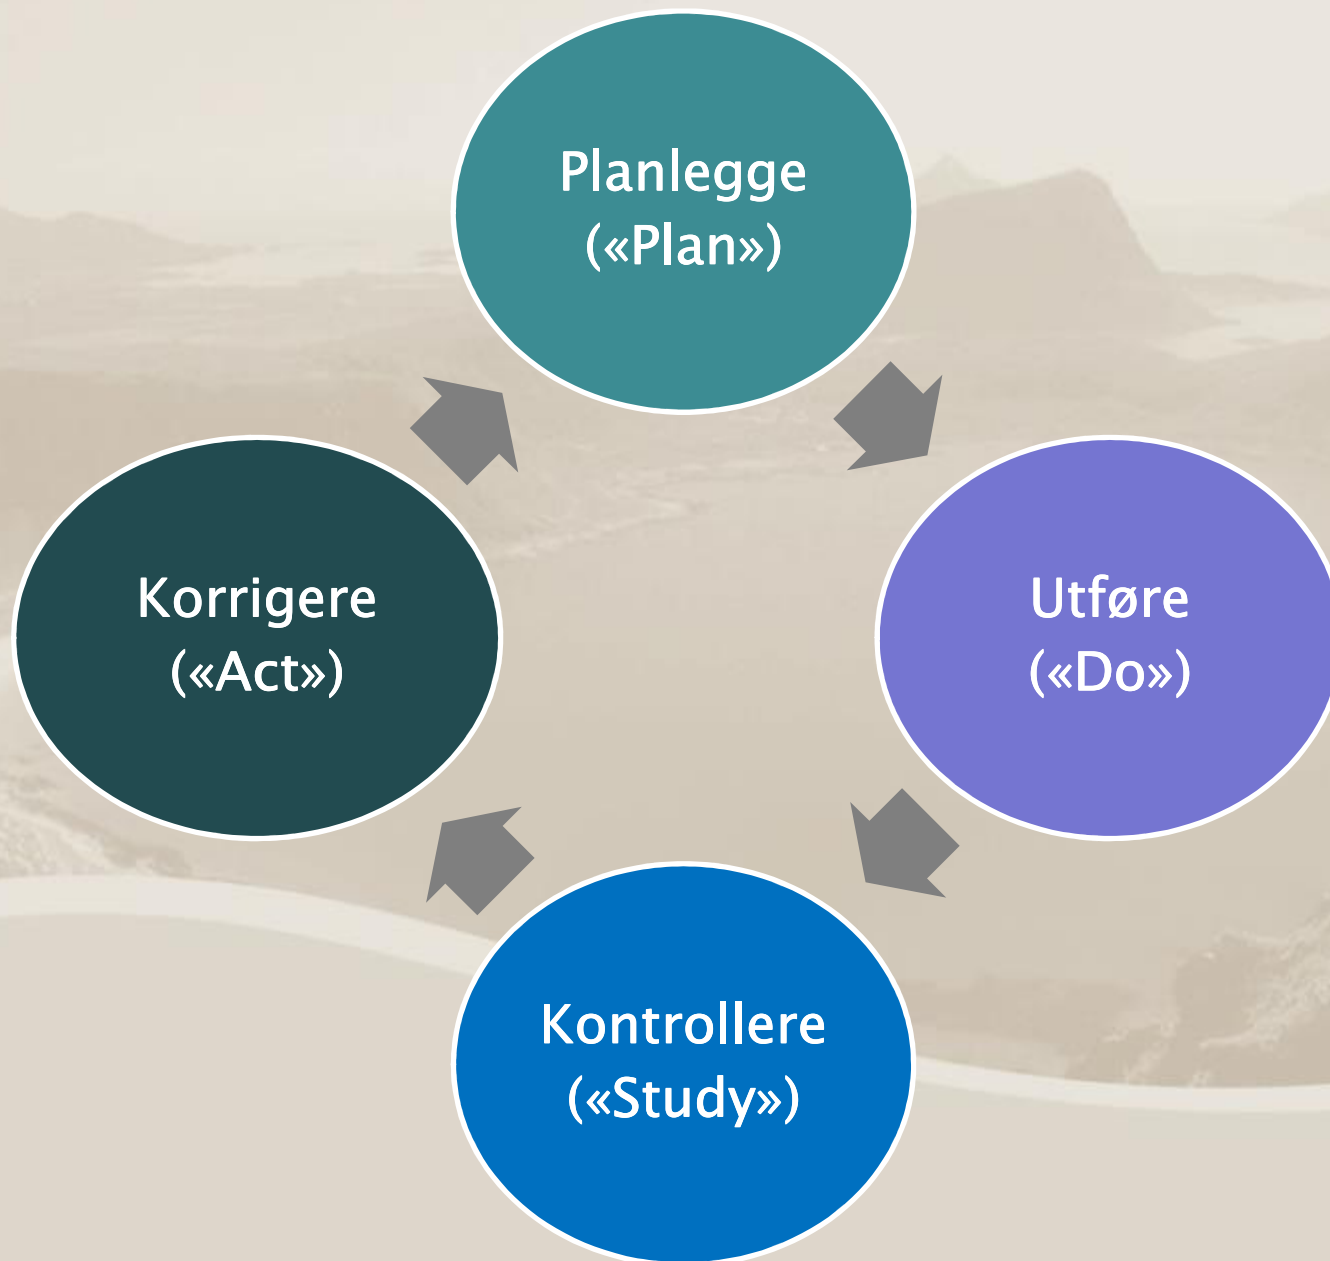 Planlegge
(«Plan»)
Utføre
(«Do»)
Kontrollere
(«Study»)
Korrigere
(«Act»)